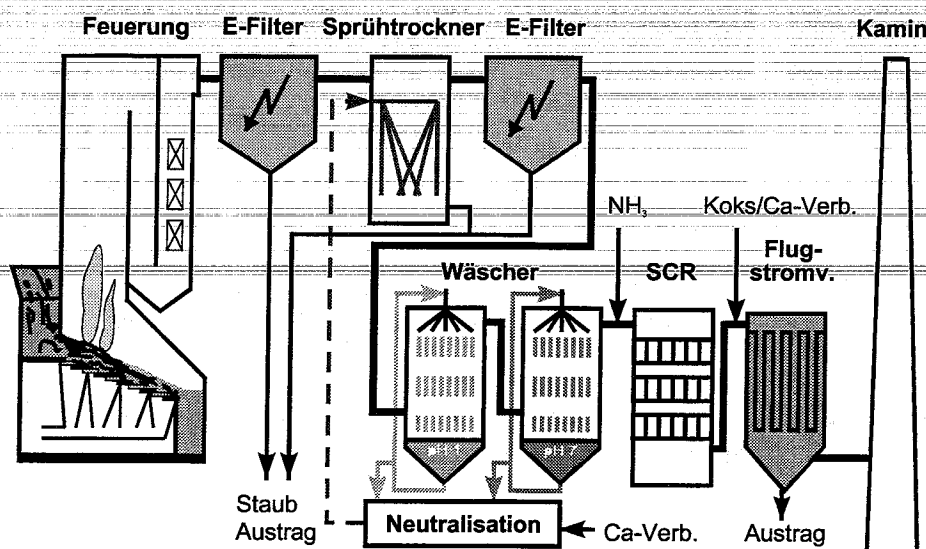 Feuerung
E-Filter
Sprühtrockner
E-Filter
Kamin
NH₃
Koks/Ca-Verb.
Wäscher
SCR
Flug-
stromv.
pH 1
pH 7
Staub
Austrag
Neutralisation
Ca-Verb.
Austrag